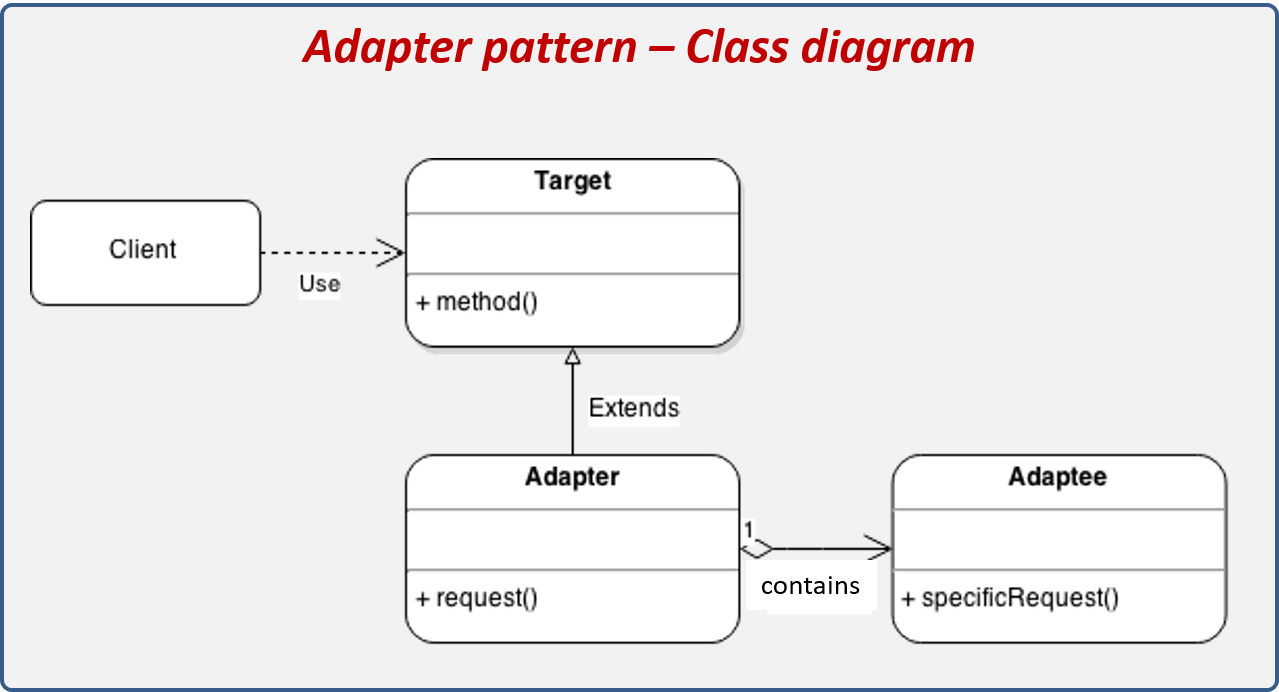 Adapter pattern – Class diagram
Target
Client
Use
+ method()
Extends
Adapter
Adaptee
1
contains
+ request()
+ specificRequest()